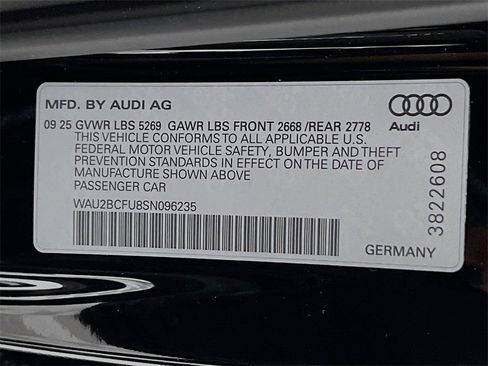 MFD. BY AUDI AG
09 25 GVWR LBS 5269 GAWR LBS FRONT 2668 /REAR 2778
THIS VEHICLE CONFORMS TO ALL APPLICABLE U.S.
FEDERAL MOTOR VEHICLE SAFETY, BUMPER AND THEFT
PREVENTION STANDARDS IN EFFECT ON THE DATE OF
MANUFACTURE SHOWN ABOVE
PASSENGER CAR
WAU2BCFU8SN096235
Audi
3822608
GERMANY